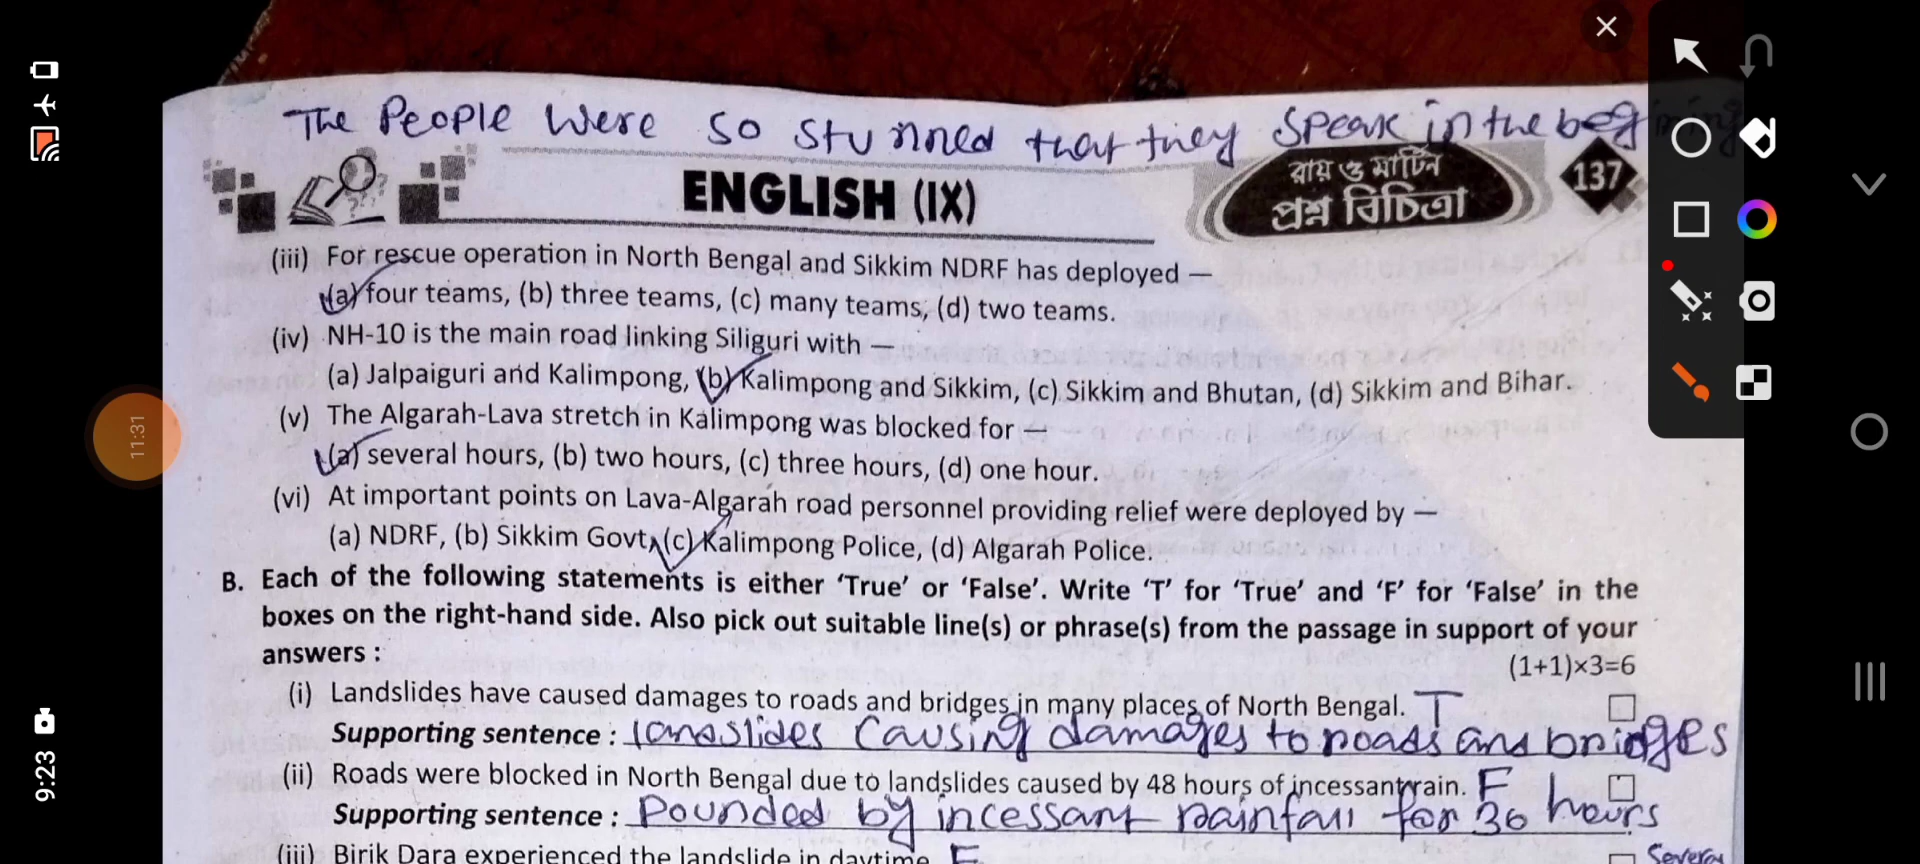 The People were so stunned that they speak in the begining
ENGLISH (IX)
রায় ও মার্টিন
প্রশ্ন বিচিত্রা
137
(iii) For rescue operation in North Bengal and Sikkim NDRF has deployed —
(a) four teams, (b) three teams, (c) many teams, (d) two teams.
(iv) NH-10 is the main road linking Siliguri with —
(a) Jalpaiguri and Kalimpong, (b) Kalimpong and Sikkim, (c) Sikkim and Bhutan, (d) Sikkim and Bihar.
(v) The Algarah-Lava stretch in Kalimpong was blocked for —
(a) several hours, (b) two hours, (c) three hours, (d) one hour.
(vi) At important points on Lava-Algarah road personnel providing relief were deployed by —
(a) NDRF, (b) Sikkim Govt, (c) Kalimpong Police, (d) Algarah Police.
B. Each of the following statements is either ‘True’ or ‘False’. Write ‘T’ for ‘True’ and ‘F’ for ‘False’ in the
boxes on the right-hand side. Also pick out suitable line(s) or phrase(s) from the passage in support of your
answers :
(1+1)×3=6
(i) Landslides have caused damages to roads and bridges in many places of North Bengal. T
Supporting sentence : landslides Causing damages to roads and bridges
(ii) Roads were blocked in North Bengal due to landslides caused by 48 hours of incessant rain. F
Supporting sentence : Pounded by incessant rainfall for 36 hours
(iii) Birik Dara experienced the landslide in daytime F
Several
11:31
9:23